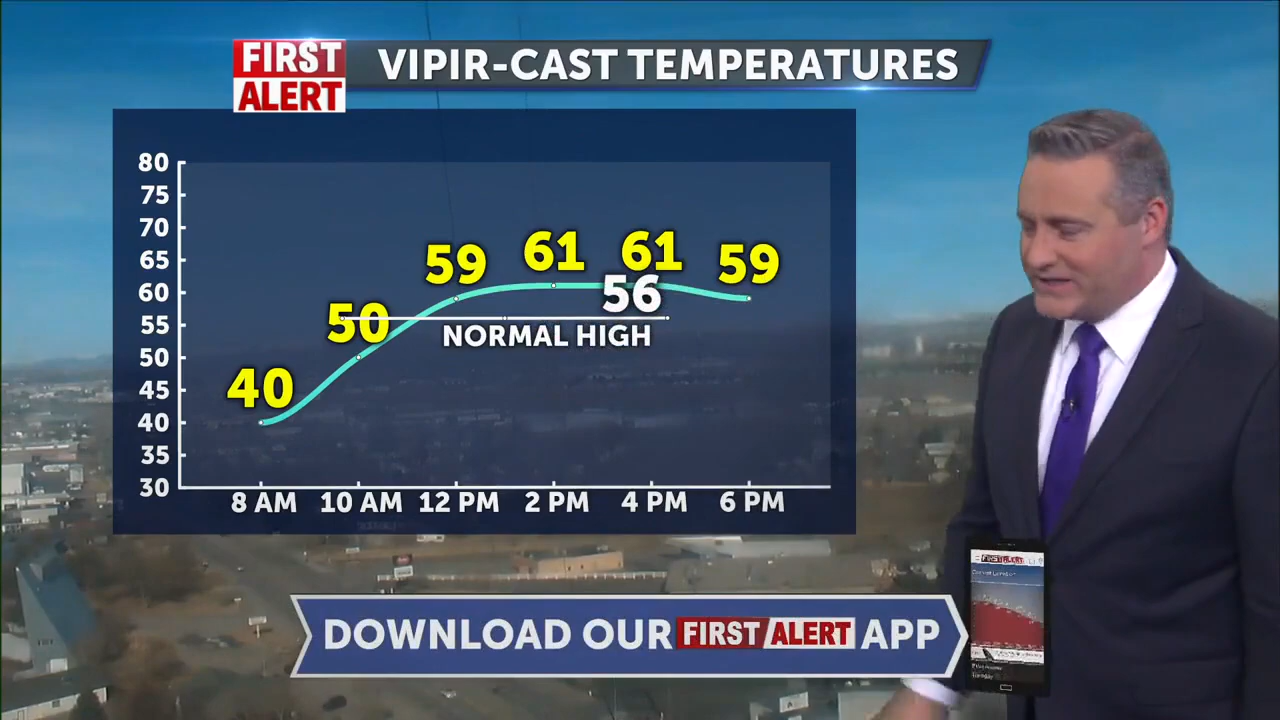 FIRST
ALERT
VIPIR-CAST TEMPERATURES
80
75
70
65
60
55
50
45
40
35
30
40
50
59
61
61
59
56
NORMAL HIGH
8 AM 10 AM 12 PM 2 PM 4 PM 6 PM
DOWNLOAD OUR FIRST ALERT APP
FIRST ALERT